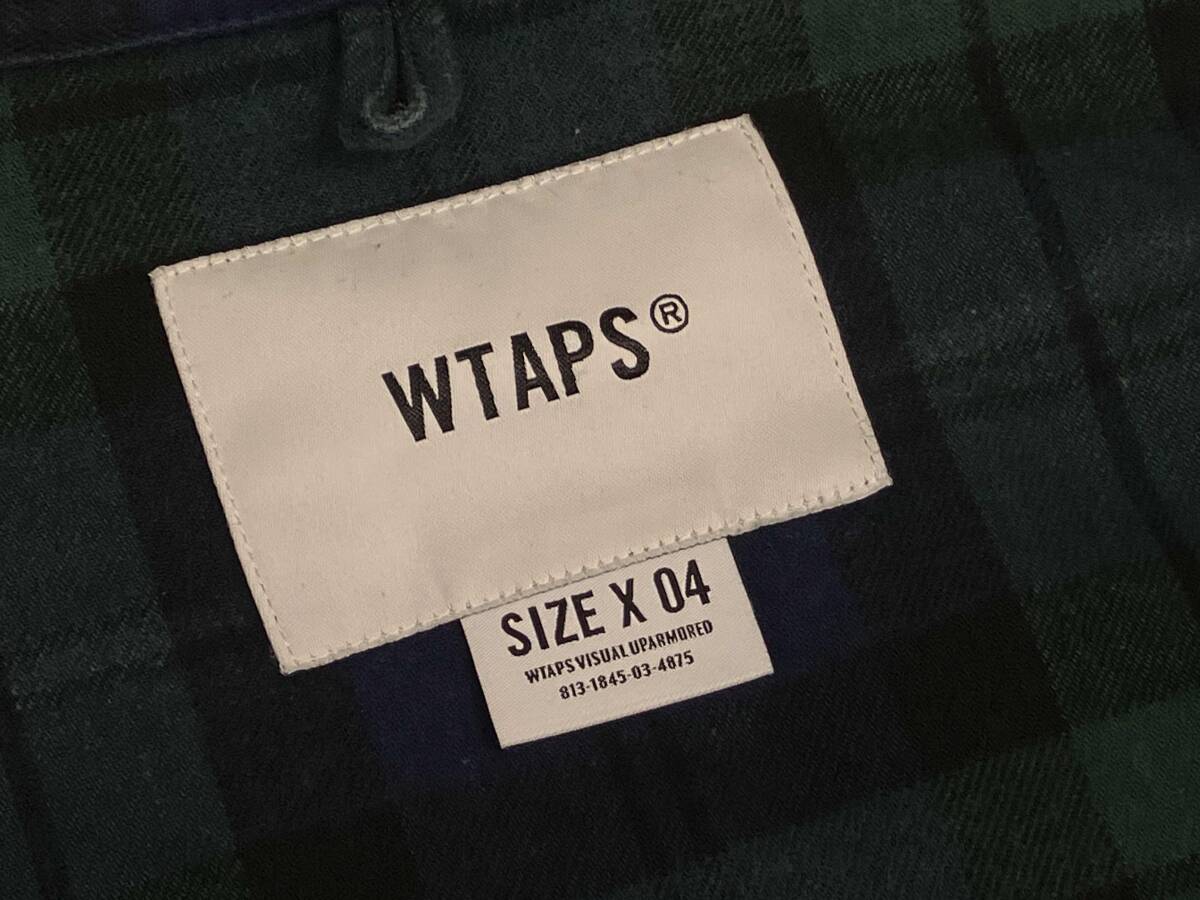 WTAPS®
SIZE X 04
WTAPS VISUAL UPARMORED
813-1845-03-4875